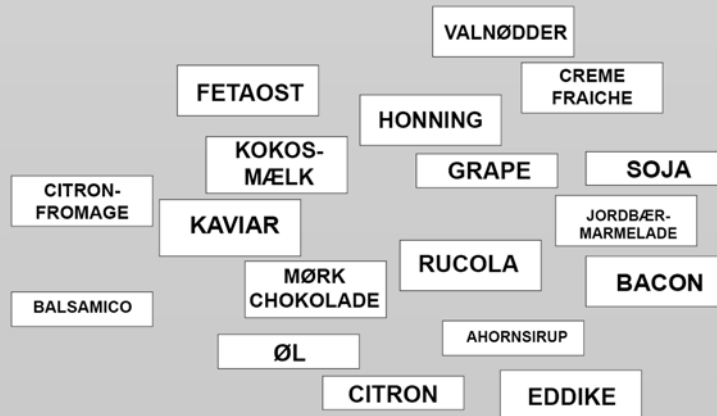 VALNØDDER
FETAOST
CREME
FRAICHE
HONNING
KOKOS-
MÆLK
GRAPE
SOJA
CITRON-
FROMAGE
KAVIAR
JORDBÆR-
MARMELADE
RUCOLA
MØRK
CHOKOLADE
BACON
BALSAMICO
AHORNSIRUP
ØL
CITRON
EDDIKE